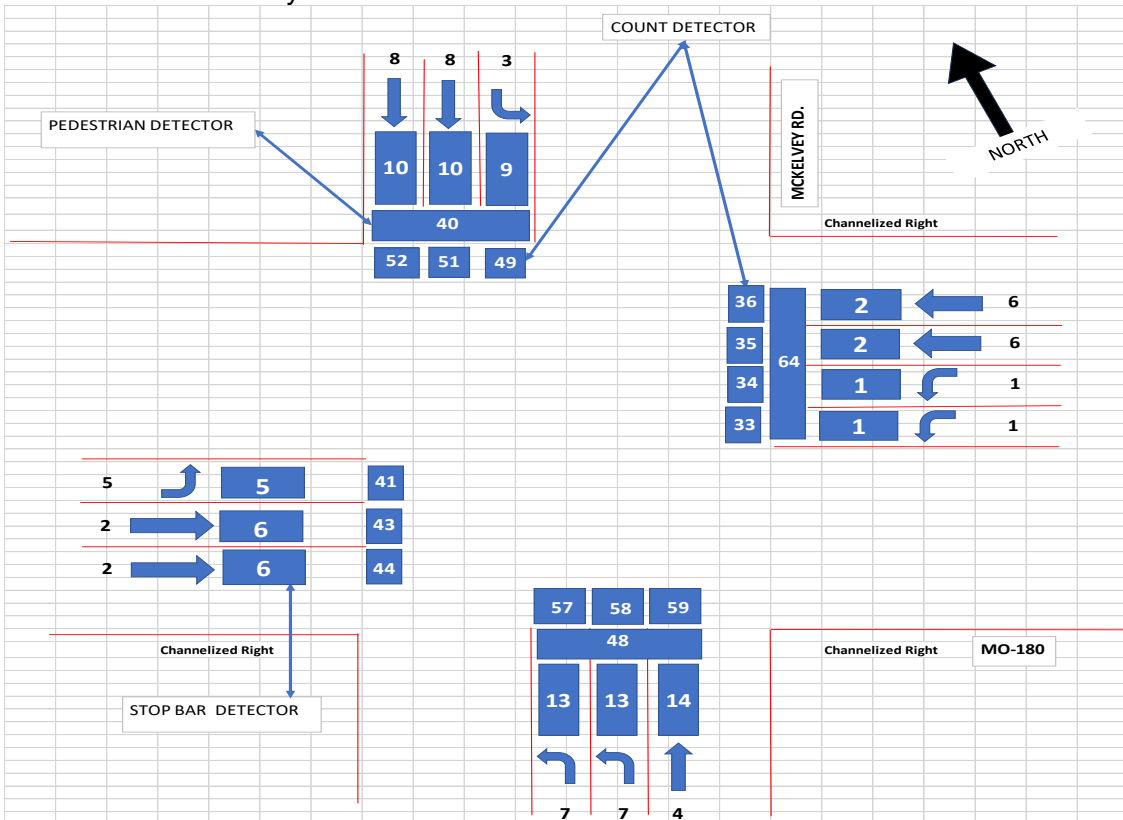 COUNT DETECTOR
8 8 3
PEDESTRIAN DETECTOR
MCKELVEY RD.
NORTH
10 10 9
40
Channelized Right
52 51 49
36 2 6
35 2 6
64
34 1 1
33 1 1
5 5 41
2 6 43
2 6 44
57 58 59
48
Channelized Right
Channelized Right
MO-180
13 13 14
STOP BAR DETECTOR
7 7 4